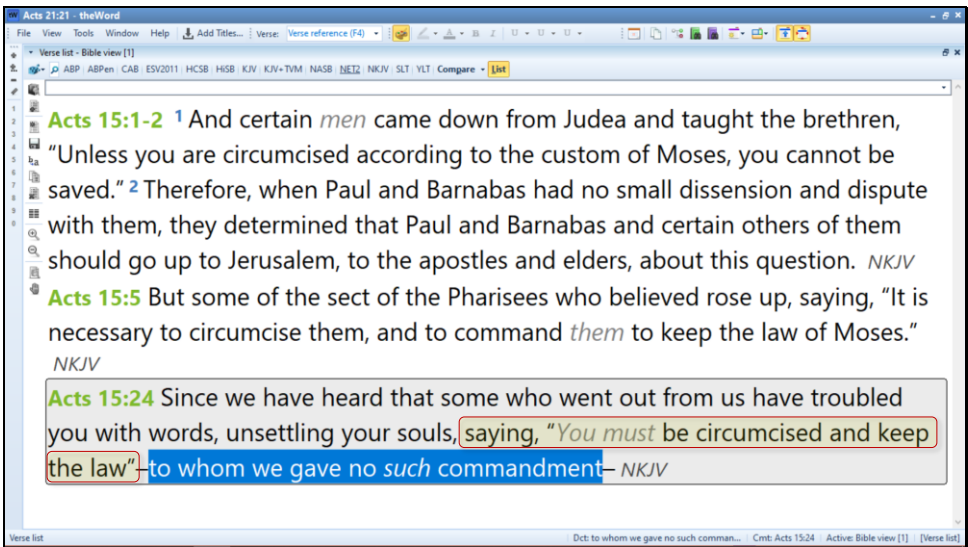 Acts 21:21 - theWord
File View Tools Window Help Add Titles... Verse: Verse reference (F4)
Verse list - Bible view [1]
ABP ABPen CAB ESV2011 HCSB HiSB KJV KJV+TVM NASB NET2 NKJV SLT YLT Compare List
Acts 15:1-2 1 And certain men came down from Judea and taught the brethren,
“Unless you are circumcised according to the custom of Moses, you cannot be
saved.” 2 Therefore, when Paul and Barnabas had no small dissension and dispute
with them, they determined that Paul and Barnabas and certain others of them
should go up to Jerusalem, to the apostles and elders, about this question. NKJV
Acts 15:5 But some of the sect of the Pharisees who believed rose up, saying, “It is
necessary to circumcise them, and to command them to keep the law of Moses.”
NKJV
Acts 15:24 Since we have heard that some who went out from us have troubled
you with words, unsettling your souls, saying, “You must be circumcised and keep
the law”–to whom we gave no such commandment– NKJV
Verse list Dct: to whom we gave no such comman... Cmt: Acts 15:24 Active: Bible view [1] [Verse list]